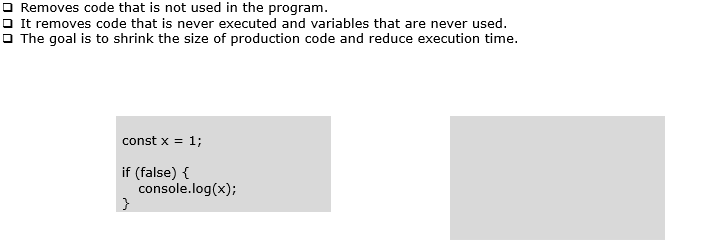 ❑ Removes code that is not used in the program.
❑ It removes code that is never executed and variables that are never used.
❑ The goal is to shrink the size of production code and reduce execution time.
const x = 1;
if (false) {
console.log(x);
}